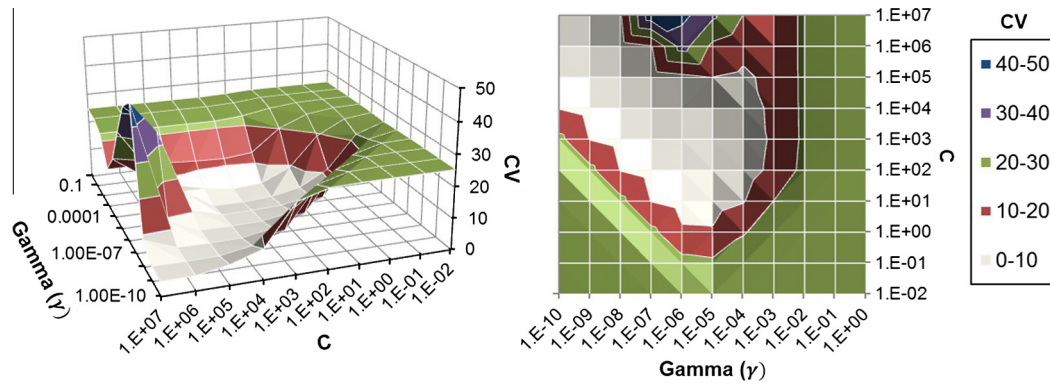 50
40
30
20
10
0
CV
0.1
0.0001
1.00E-07
1.00E-10
Gamma (γ)
1.E+07
1.E+06
1.E+05
1.E+04
1.E+03
1.E+02
1.E+01
1.E+00
1.E-01
1.E-02
C
1.E+07
1.E+06
1.E+05
1.E+04
1.E+03
1.E+02
1.E+01
1.E+00
1.E-01
1.E-02
C
1.E-10
1.E-09
1.E-08
1.E-07
1.E-06
1.E-05
1.E-04
1.E-03
1.E-02
1.E-01
1.E+00
Gamma (γ)
CV
40-50
30-40
20-30
10-20
0-10